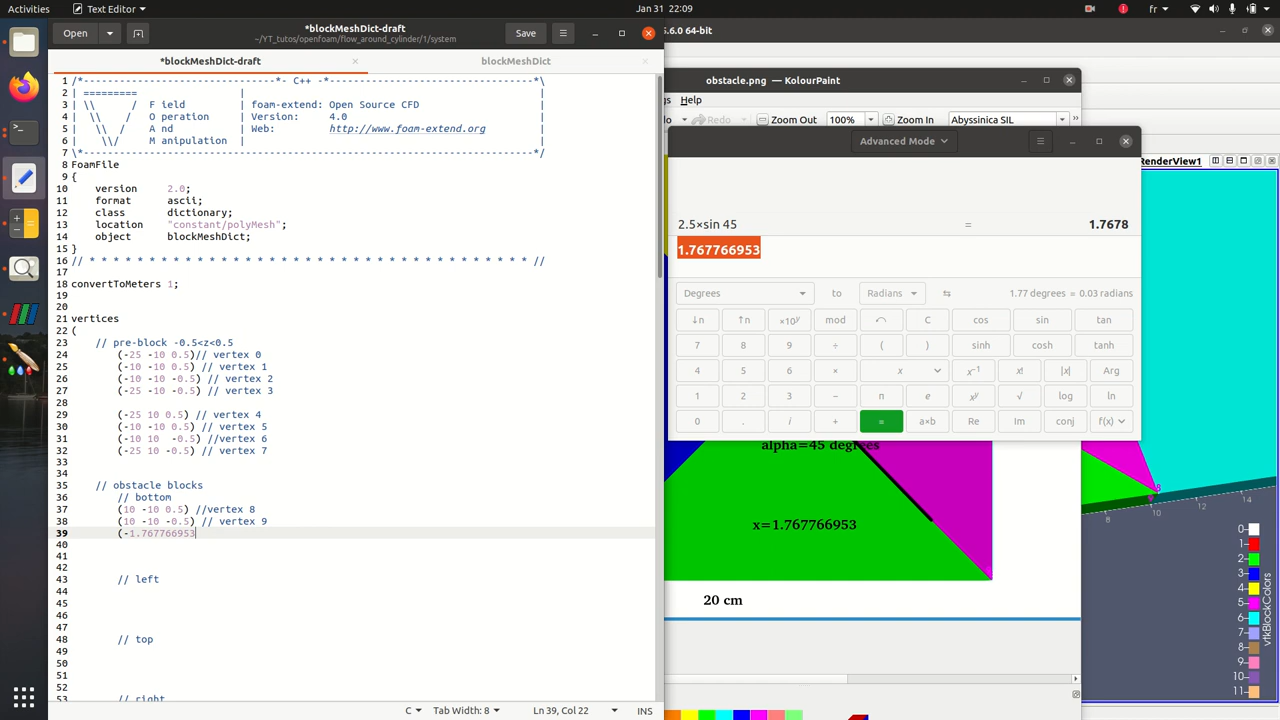 Activities
Text Editor
Jan 31 22:09
fr
Open
*blockMeshDict-draft
~/YT_tutos/openfoam/flow_around_cylinder/1/system
Save
5.6.0 64-bit
*blockMeshDict-draft
blockMeshDict
1 /*--------------------------------*- C++ -*----------------------------------*\
2 | ========= |
3 | \\ / F ield | foam-extend: Open Source CFD |
4 | \\ / O peration | Version: 4.0 |
5 | \\ / A nd | Web: http://www.foam-extend.org |
6 | \\/ M anipulation | |
7 \*---------------------------------------------------------------------------*/
8 FoamFile
9 {
10 version 2.0;
11 format ascii;
12 class dictionary;
13 location "constant/polyMesh";
14 object blockMeshDict;
15 }
16 // * * * * * * * * * * * * * * * * * * * * * * * * * * * * * * * * * * * * * //
17
18 convertToMeters 1;
19
20
21 vertices
22 (
23 // pre-block -0.5<z<0.5
24 (-25 -10 0.5)// vertex 0
25 (-10 -10 0.5) // vertex 1
26 (-10 -10 -0.5) // vertex 2
27 (-25 -10 -0.5) // vertex 3
28
29 (-25 10 0.5) // vertex 4
30 (-10 10 0.5) // vertex 5
31 (-10 10 -0.5) //vertex 6
32 (-25 10 -0.5) // vertex 7
33
34
35 // obstacle blocks
36 // bottom
37 (10 -10 0.5) //vertex 8
38 (10 -10 -0.5) // vertex 9
39 (-1.767766953
40
41
42
43 // left
44
45
46
47
48 // top
49
50
51
52
53 // right
C
Tab Width: 8
Ln 39, Col 22
INS
obstacle.png — KolourPaint
gs Help
do
Redo
Zoom Out
100%
Zoom In
Abyssinica SIL
»
Advanced Mode
2.5×sin 45 = 1.7678
1.767766953
Degrees
to
Radians
1.77 degrees = 0.03 radians
↓n ↑n ×10ʸ mod C cos sin tan
7 8 9 ÷ ( ) sinh cosh tanh
4 5 6 × x x⁻¹ x! |x| Arg
1 2 3 − π e xʸ √ log ln
0 . i + = a×b Re Im conj f(x)
alpha=45 degrees
x=1.767766953
20 cm
RenderView1
8
8
10
12
14
0
1
2
3
4
5
6
7
8
9
10
11
vtkBlockColors